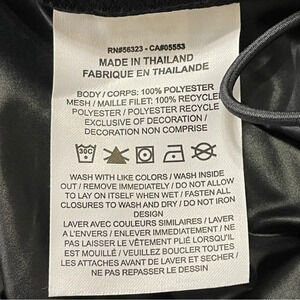 RN#56323 - CA#05553
MADE IN THAILAND
FABRIQUE EN THAILANDE
BODY / CORPS: 100% POLYESTER
MESH / MAILLE FILET: 100% RECYCLE
POLYESTER / POLYESTER RECYCLE
EXCLUSIVE OF DECORATION /
DECORATION NON COMPRISE
30C
WASH WITH LIKE COLORS / WASH INSIDE
OUT / REMOVE IMMEDIATELY / DO NOT ALLOW
TO LAY ON ITSELF WHEN WET / FASTEN ALL
CLOSURES TO WASH AND DRY / DO NOT IRON
DESIGN
LAVER AVEC COULEURS SIMILAIRES / LAVER
A L'ENVERS / ENLEVER IMMEDIATEMENT / NE
PAS LAISSER LE VÊTEMENT PLIÉ LORSQU'IL
EST MOUILLÉ / VEUILLEZ BOUCLER TOUTES
LES ATTACHES AVANT DE LAVER ET SECHER /
NE PAS REPASSER LE DESSIN